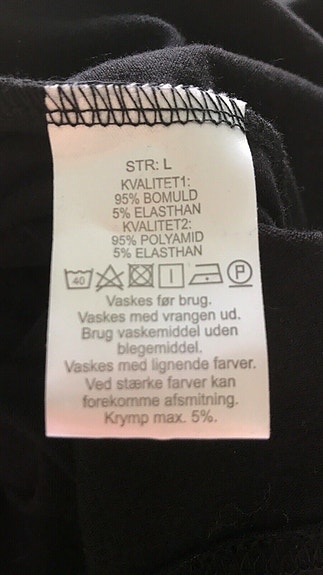 STR: L
KVALITET1:
95% BOMULD
5% ELASTHAN
KVALITET2:
95% POLYAMID
5% ELASTHAN
40 P
Vaskes før brug.
Vaskes med vrangen ud.
Brug vaskemiddel uden
blegemiddel.
Vaskes med lignende farver.
Ved stærke farver kan
forekomme afsmitning.
Krymp max. 5%.